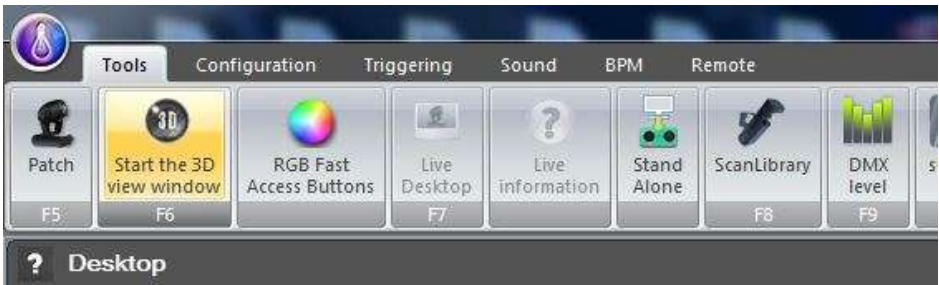 Tools Configuration Triggering Sound BPM Remote
3D
Patch Start the 3D RGB Fast Live Live Stand ScanLibrary DMX
view window Access Buttons Desktop information Alone level
F5 F6 F7 F8 F9
? Desktop